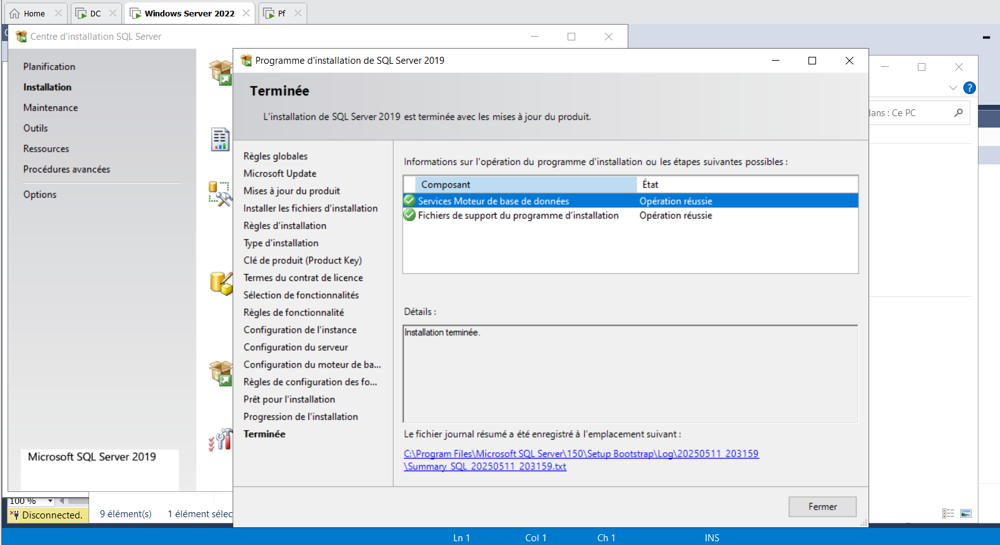 Home
DC
Windows Server 2022
Pf
Centre d'installation SQL Server
Planification
Installation
Maintenance
Outils
Ressources
Procédures avancées
Options
Microsoft SQL Server 2019
Programme d'installation de SQL Server 2019
Terminée
L'installation de SQL Server 2019 est terminée avec les mises à jour du produit.
Règles globales
Microsoft Update
Mises à jour du produit
Installer les fichiers d'installation
Règles d'installation
Type d'installation
Clé de produit (Product Key)
Termes du contrat de licence
Sélection de fonctionnalités
Règles de fonctionnalité
Configuration de l'instance
Configuration du serveur
Configuration du moteur de ba...
Règles de configuration des fo...
Prêt pour l'installation
Progression de l'installation
Terminée
Informations sur l'opération du programme d'installation ou les étapes suivantes possibles :
Composant État
Services Moteur de base de données Opération réussie
Fichiers de support du programme d'installation Opération réussie
Détails :
Installation terminée.
Le fichier journal résumé a été enregistré à l'emplacement suivant :
C:\Program Files\Microsoft SQL Server\150\Setup Bootstrap\Log\20250511_203159
\Summary_SQL_20250511_203159.txt
Fermer
dans : Ce PC
100 %
Disconnected.
9 élément(s) 1 élément sélec
Ln 1 Col 1 Ch 1 INS